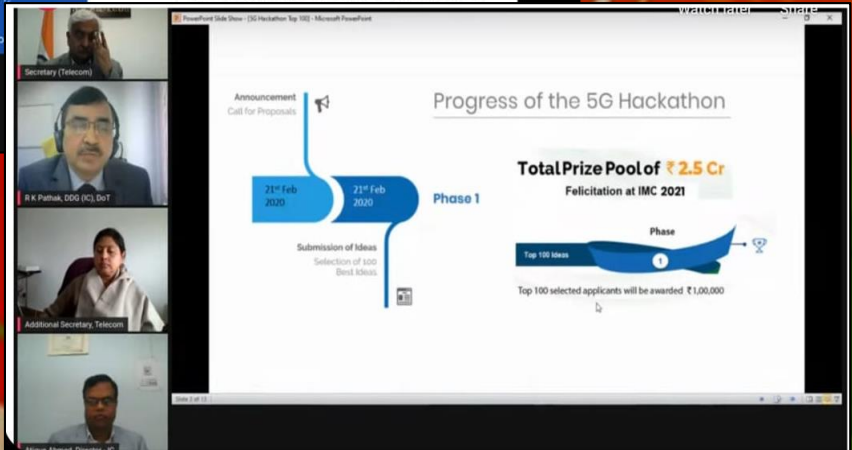 Watch later Share
PowerPoint Slide Show - [5G Hackathon Top 100] - Microsoft PowerPoint
Secretary (Telecom)
R K Pathak, DDG (IC), DoT
Additional Secretary, Telecom
Announcement
Call for Proposals
21st Feb
2020
21st Feb
2020
Phase 1
Submission of Ideas
Selection of 100
Best Ideas
Progress of the 5G Hackathon
Total Prize Pool of ₹ 2.5 Cr
Felicitation at IMC 2021
Phase
Top 100 Ideas
1
Top 100 selected applicants will be awarded ₹1,00,000